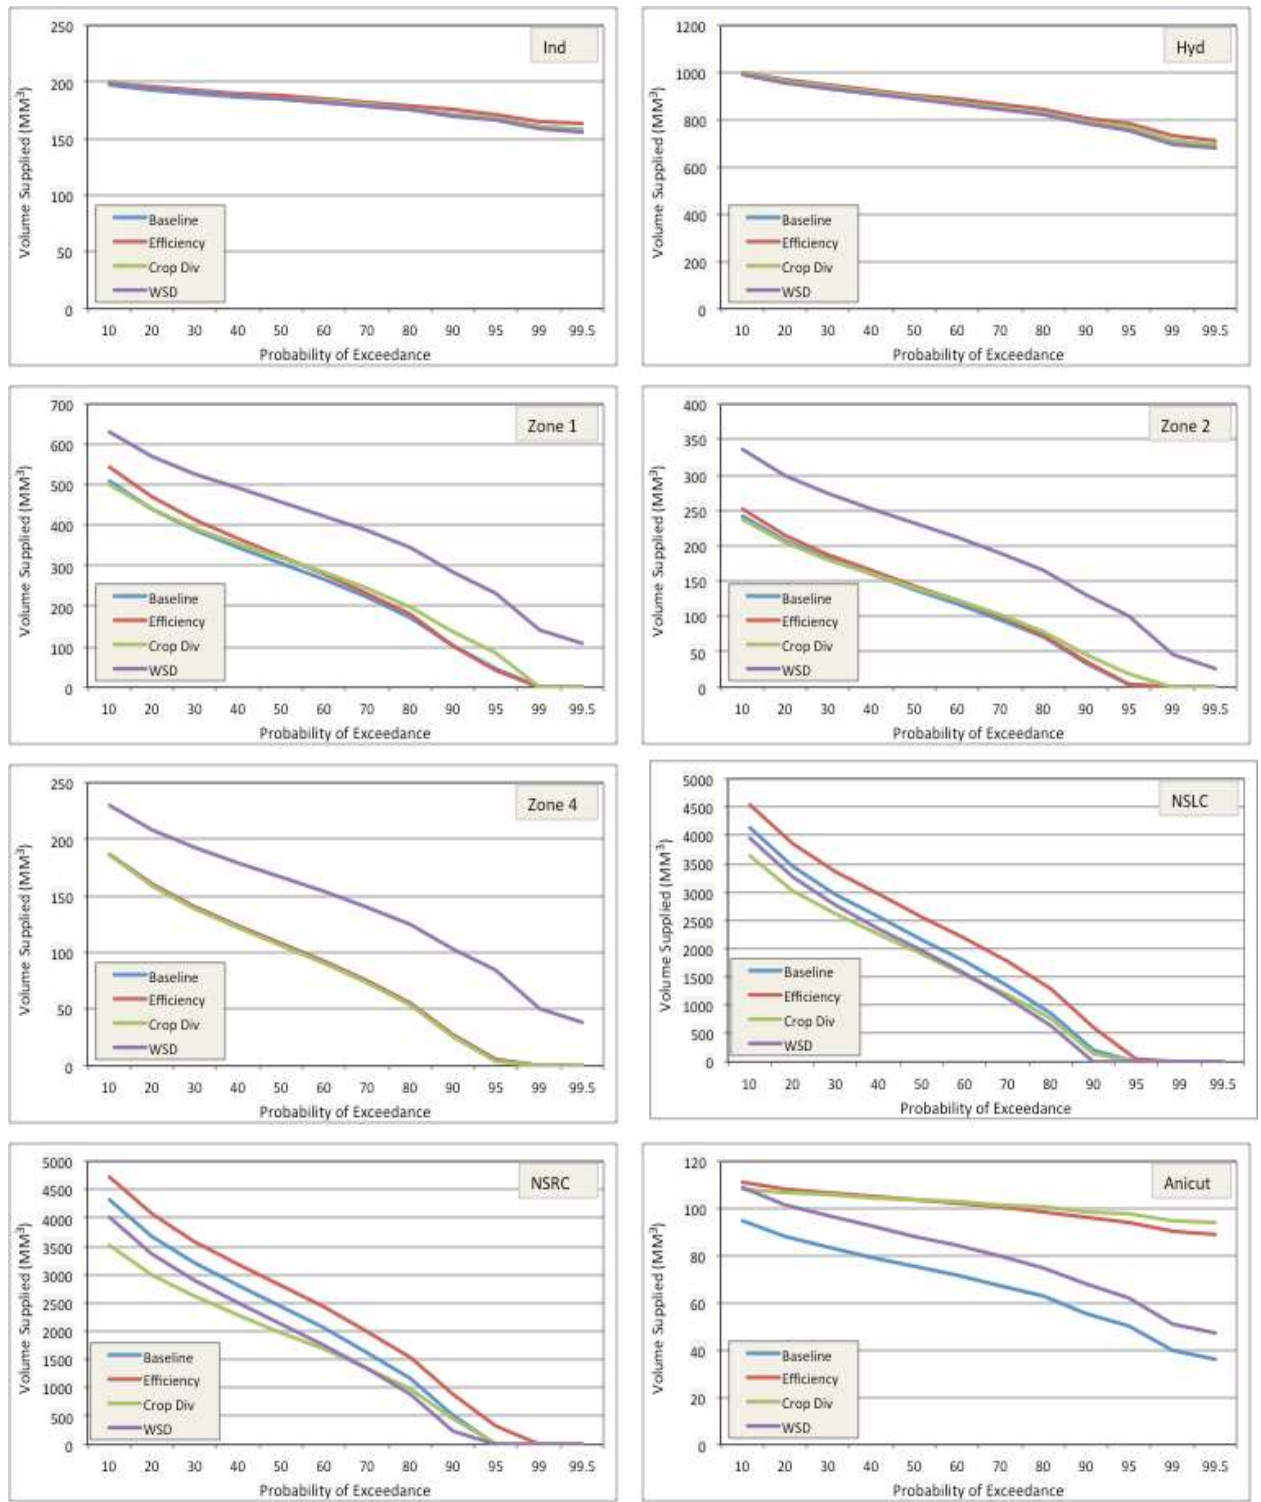 Ind
Volume Supplied (MM³)
250
200
150
100
50
0
Baseline
Efficiency
Crop Div
WSD
10 20 30 40 50 60 70 80 90 95 99 99.5
Probability of Exceedance
Hyd
Volume Supplied (MM³)
1200
1000
800
600
400
200
0
Baseline
Efficiency
Crop Div
WSD
10 20 30 40 50 60 70 80 90 95 99 99.5
Probability of Exceedance
Zone 1
Volume Supplied (MM³)
700
600
500
400
300
200
100
0
Baseline
Efficiency
Crop Div
WSD
10 20 30 40 50 60 70 80 90 95 99 99.5
Probability of Exceedance
Zone 2
Volume Supplied (MM³)
400
350
300
250
200
150
100
50
0
Baseline
Efficiency
Crop Div
WSD
10 20 30 40 50 60 70 80 90 95 99 99.5
Probability of Exceedance
Zone 4
Volume Supplied (MM³)
250
200
150
100
50
0
Baseline
Efficiency
Crop Div
WSD
10 20 30 40 50 60 70 80 90 95 99 99.5
Probability of Exceedance
NSLC
Volume Supplied (MM³)
5000
4500
4000
3500
3000
2500
2000
1500
1000
500
0
Baseline
Efficiency
Crop Div
WSD
10 20 30 40 50 60 70 80 90 95 99 99.5
Probability of Exceedance
NSRC
Volume Supplied (MM³)
5000
4500
4000
3500
3000
2500
2000
1500
1000
500
0
Baseline
Efficiency
Crop Div
WSD
10 20 30 40 50 60 70 80 90 95 99 99.5
Probability of Exceedance
Anicut
Volume Supplied (MM³)
120
100
80
60
40
20
0
Baseline
Efficiency
Crop Div
WSD
10 20 30 40 50 60 70 80 90 95 99 99.5
Probability of Exceedance